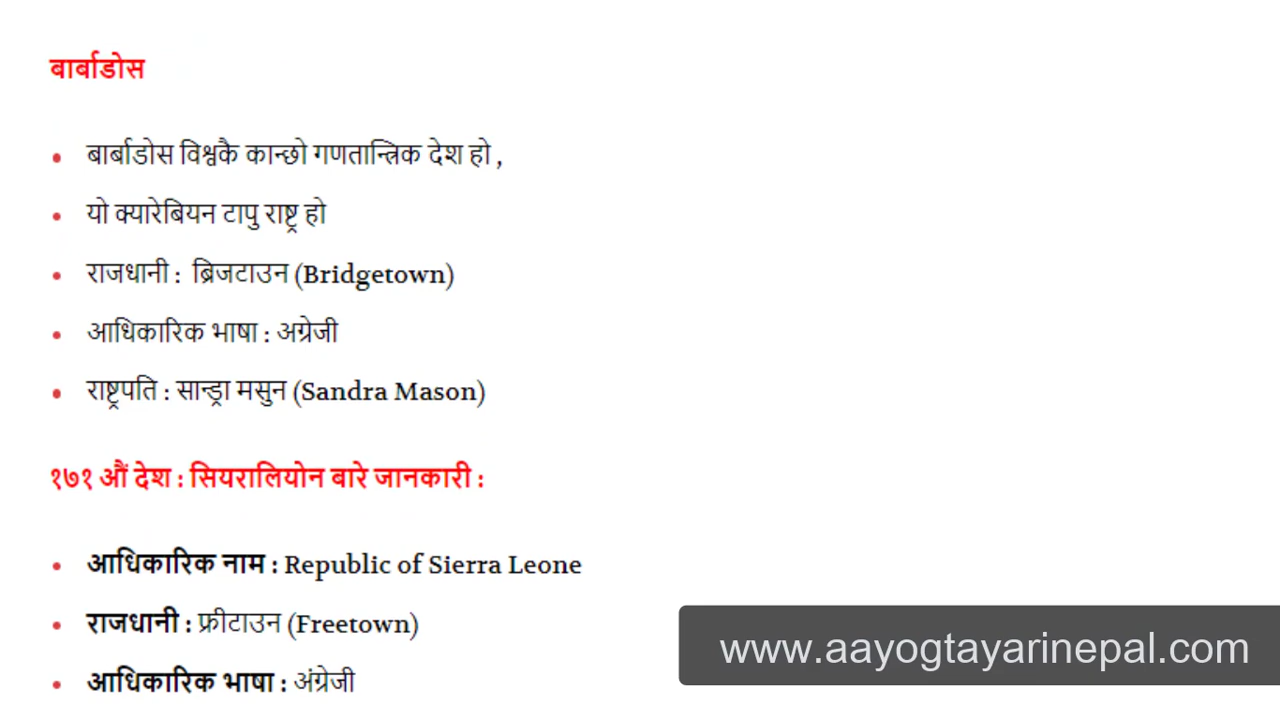 बार्बाडोस
बार्बाडोस विश्वकै कान्छो गणतान्त्रिक देश हो ,
यो क्यारेबियन टापु राष्ट्र हो
राजधानी : ब्रिजटाउन (Bridgetown)
आधिकारिक भाषा : अग्रेजी
राष्ट्रपति : सान्ड्रा मसुन (Sandra Mason)
१७१ औं देश : सियरालियोन बारे जानकारी :
आधिकारिक नाम : Republic of Sierra Leone
राजधानी : फ्रीटाउन (Freetown)
आधिकारिक भाषा : अंग्रेजी
www.aayogtayarinepal.com